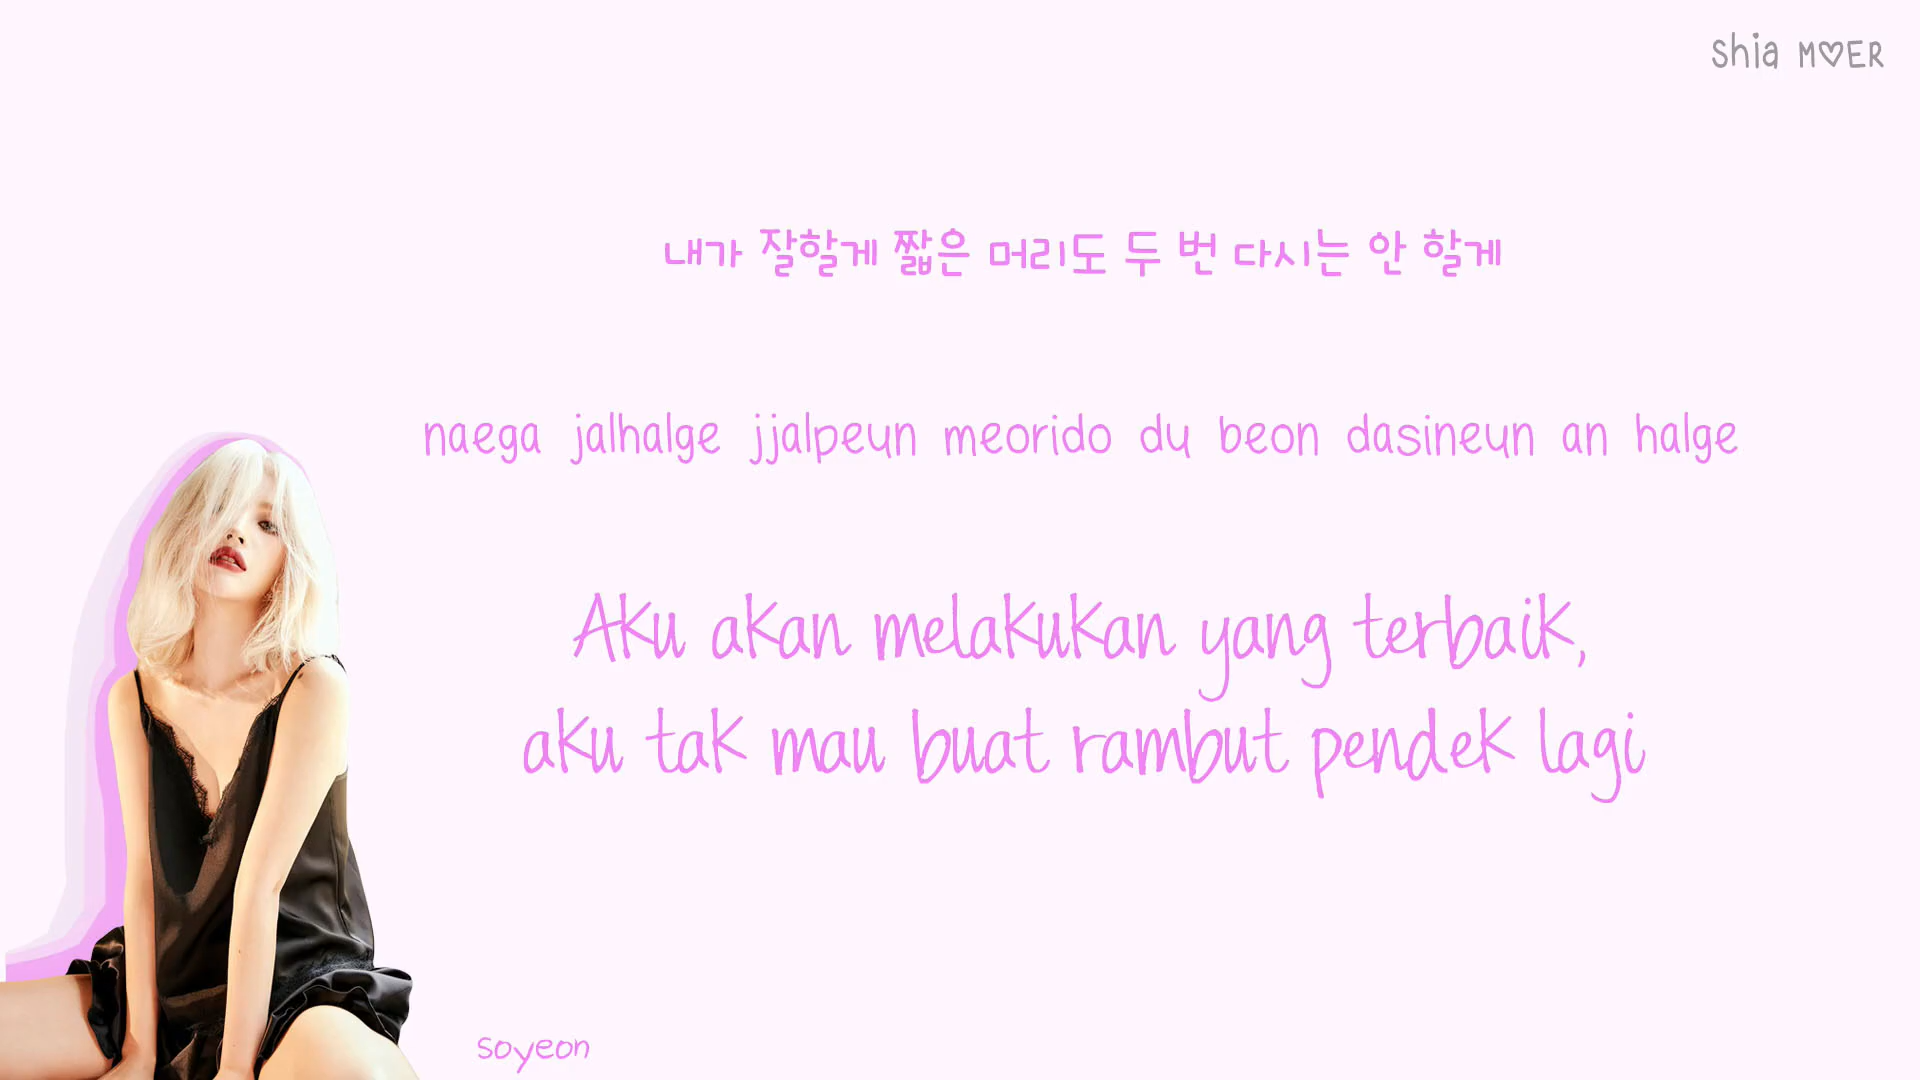 Shia M♡ER
내가 잘할게 짧은 머리도 두 번 다시는 안 할게
naega jalhalge jjalpeun meorido du beon dasineun an halge
Aku akan melakukan yang terbaik,
aku tak mau buat rambut pendek lagi
soyeon